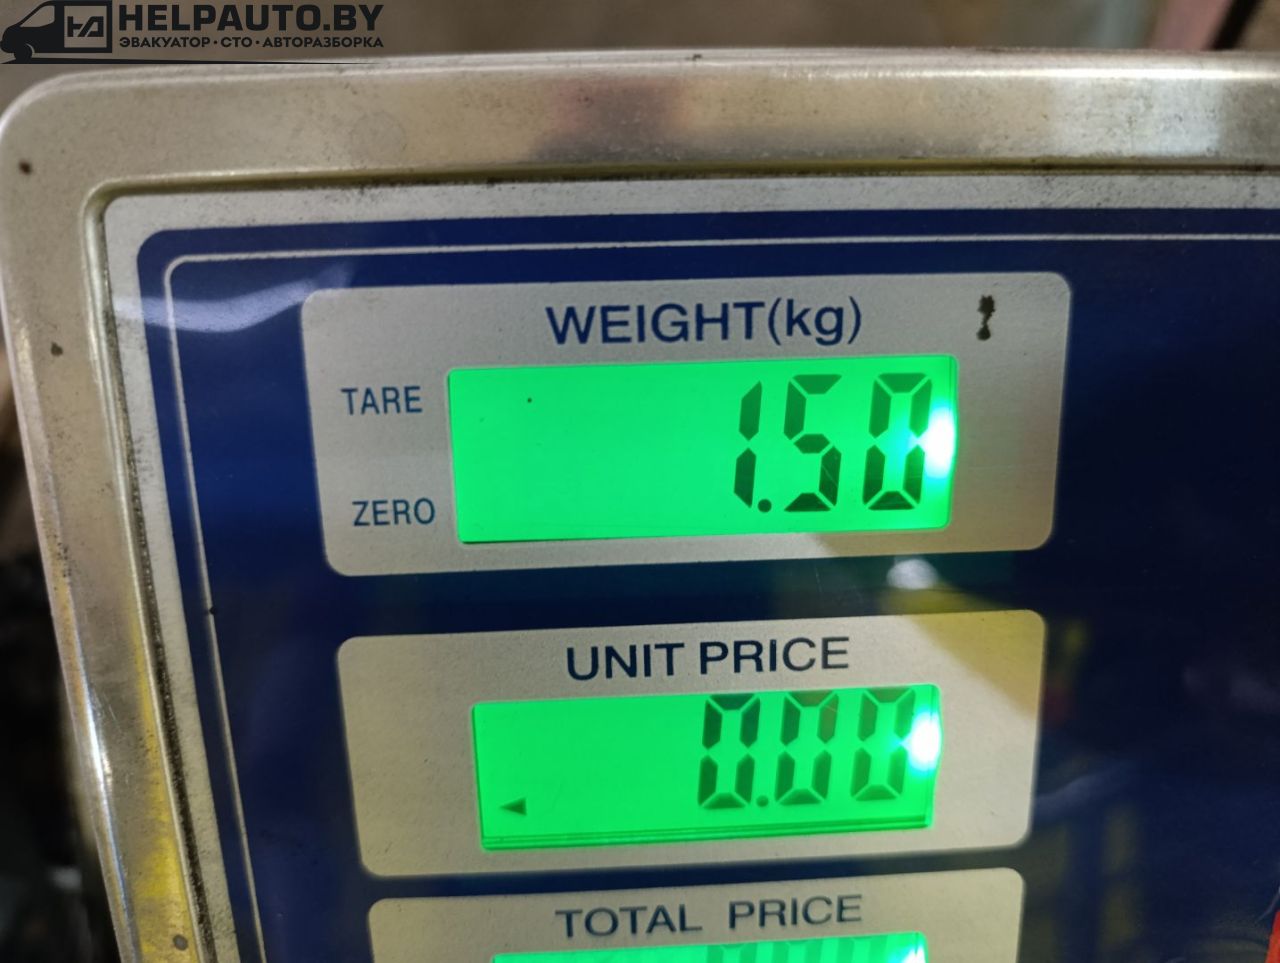 HELPAUTO.BY
ЭВАКУАТОР · СТО · АВТОРАЗБОРКА
WEIGHT(kg)
TARE
1.50
ZERO
UNIT PRICE
0.00
TOTAL PRICE